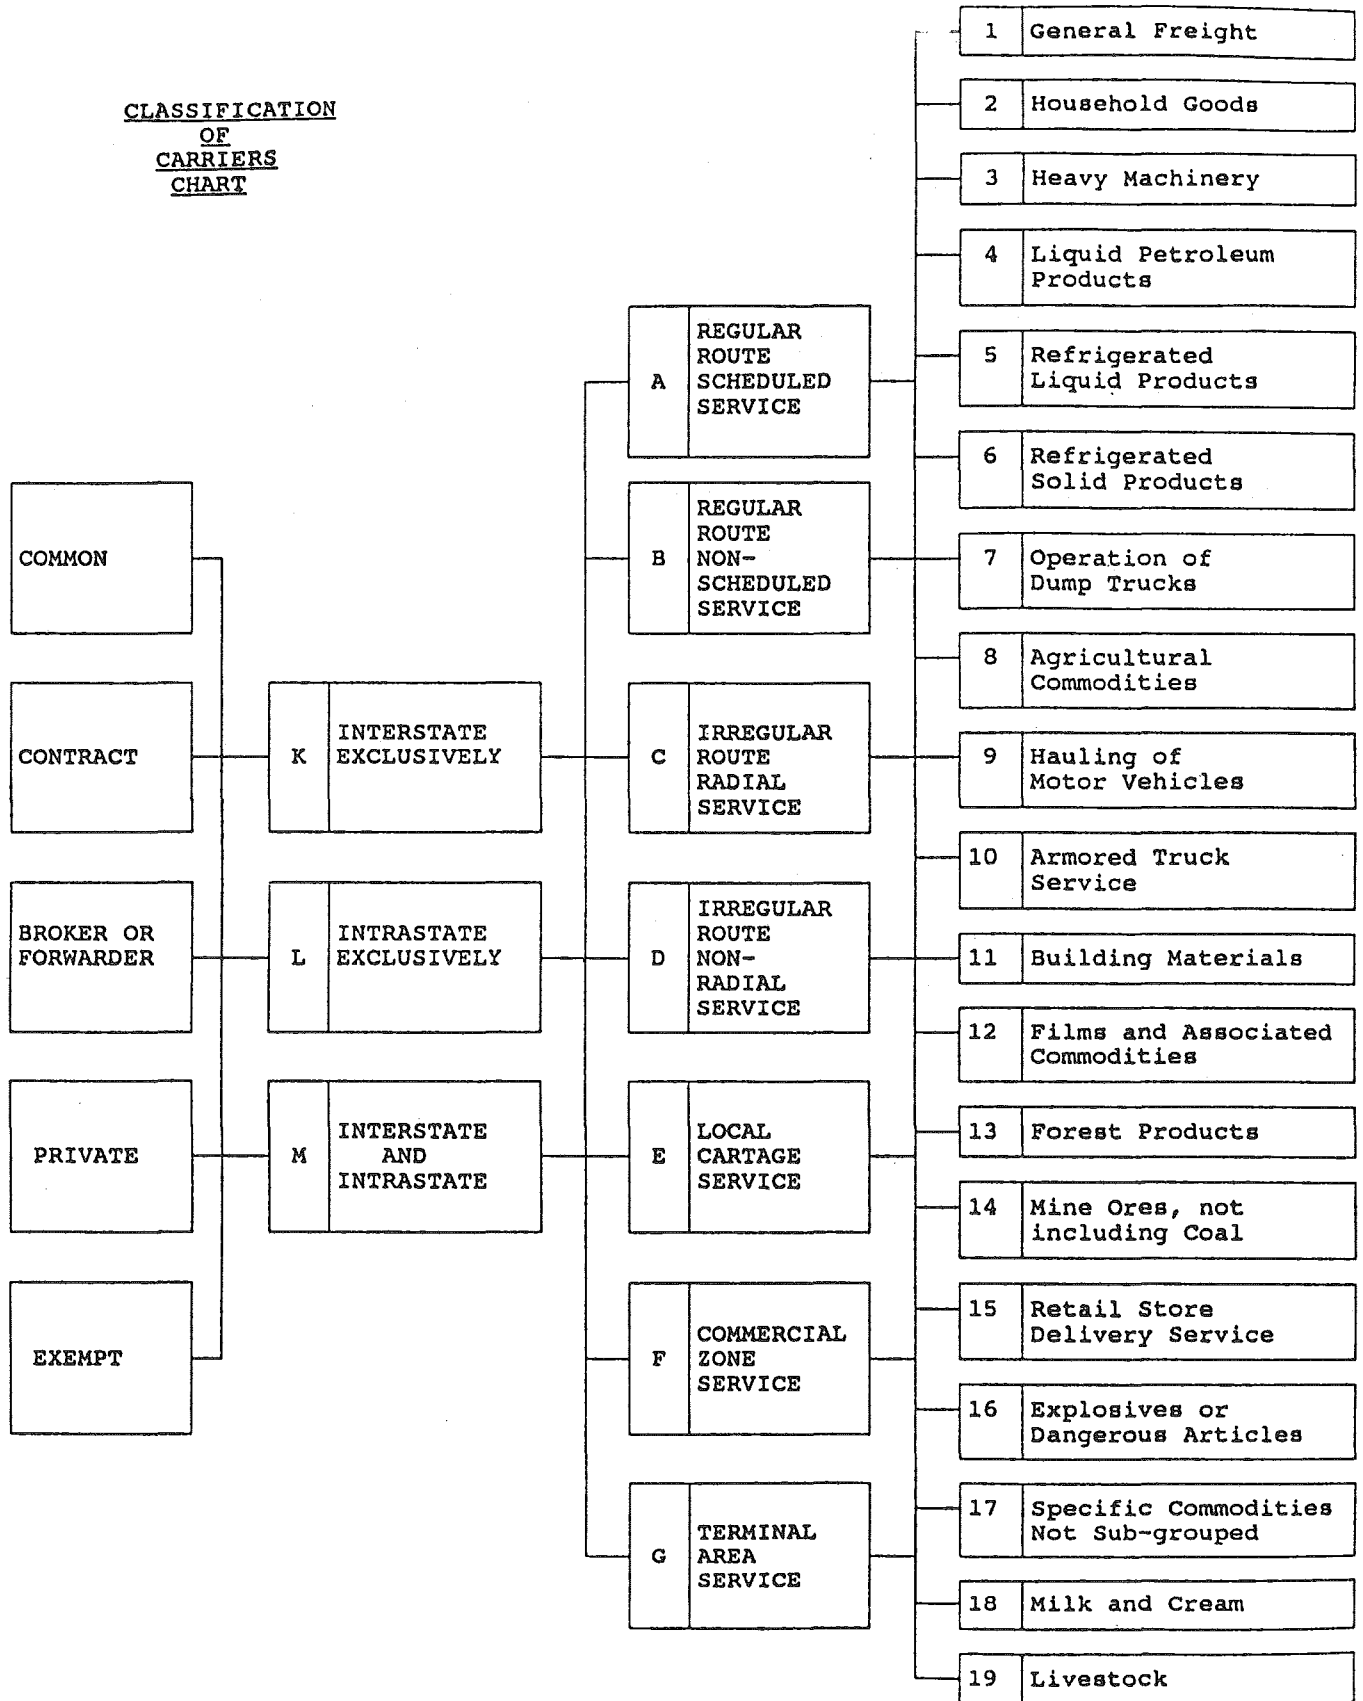 CLASSIFICATION
OF
CARRIERS
CHART
COMMON
CONTRACT
BROKER OR
FORWARDER
PRIVATE
EXEMPT
K
INTERSTATE
EXCLUSIVELY
L
INTRASTATE
EXCLUSIVELY
M
INTERSTATE
AND
INTRASTATE
A
REGULAR
ROUTE
SCHEDULED
SERVICE
B
REGULAR
ROUTE
NON-
SCHEDULED
SERVICE
C
IRREGULAR
ROUTE
RADIAL
SERVICE
D
IRREGULAR
ROUTE
NON-
RADIAL
SERVICE
E
LOCAL
CARTAGE
SERVICE
F
COMMERCIAL
ZONE
SERVICE
G
TERMINAL
AREA
SERVICE
1 General Freight
2 Household Goods
3 Heavy Machinery
4 Liquid Petroleum
Products
5 Refrigerated
Liquid Products
6 Refrigerated
Solid Products
7 Operation of
Dump Trucks
8 Agricultural
Commodities
9 Hauling of
Motor Vehicles
10 Armored Truck
Service
11 Building Materials
12 Films and Associated
Commodities
13 Forest Products
14 Mine Ores, not
including Coal
15 Retail Store
Delivery Service
16 Explosives or
Dangerous Articles
17 Specific Commodities
Not Sub-grouped
18 Milk and Cream
19 Livestock